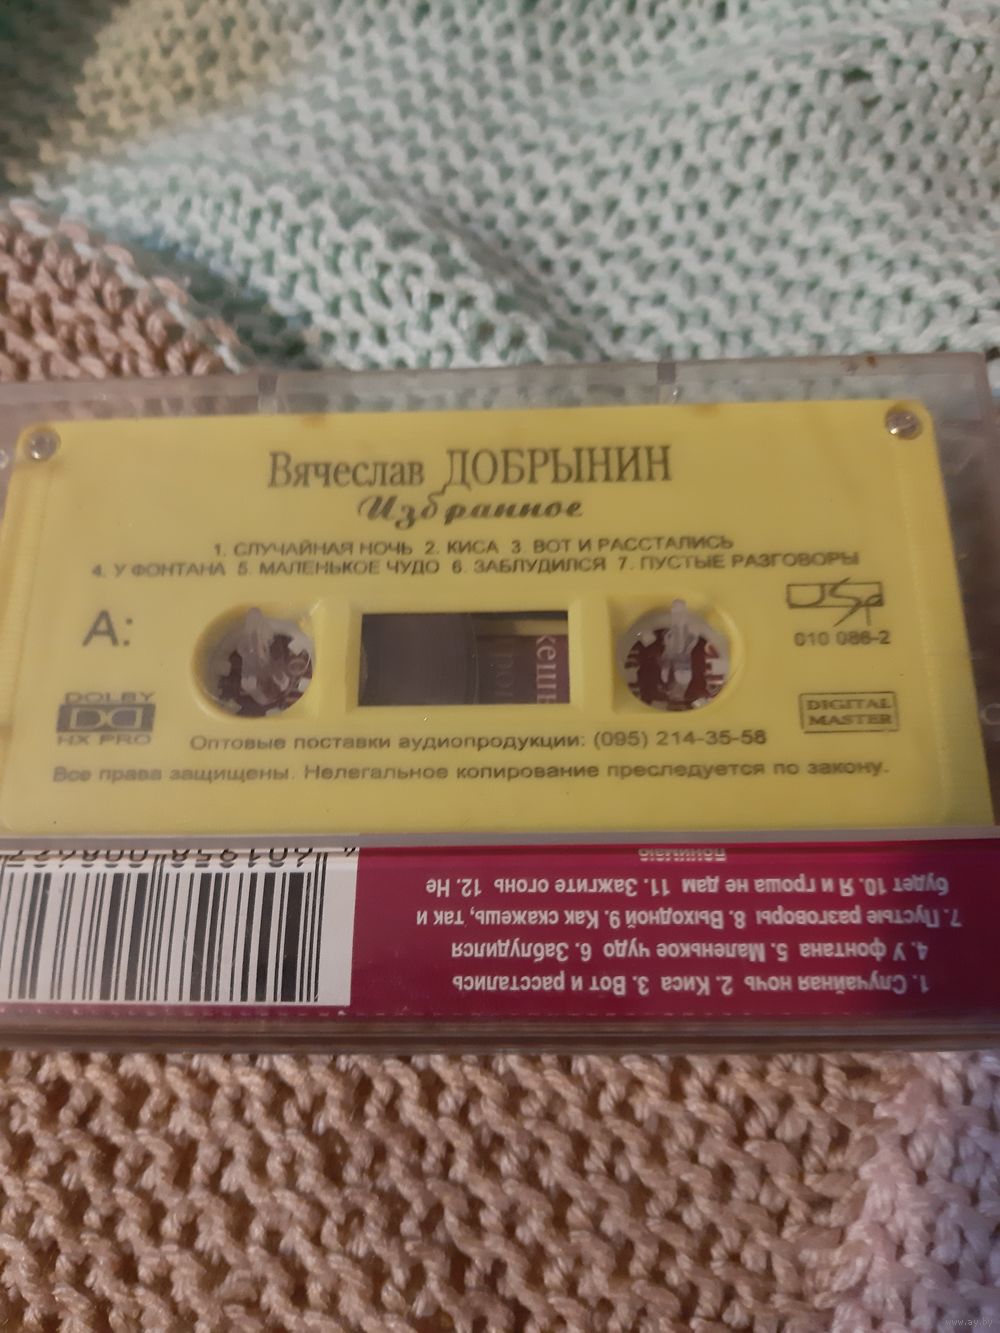 Вячеслав ДОБРЫНИН
Избранное
1. СЛУЧАЙНАЯ НОЧЬ 2. КИСА 3 ВОТ И РАССТАЛИСЬ
4. У ФОНТАНА 5. МАЛЕНЬКОЕ ЧУДО 6. ЗАБЛУДИЛСЯ 7. ПУСТЫЕ РАЗГОВОРЫ
A:
010 086-2
DOLBY
HX PRO
DIGITAL
MASTER
Оптовые поставки аудиопродукции: (095) 214-35-58
Все права защищены. Нелегальное копирование преследуется по закону.
1. Случайная ночь 2. Киса 3. Вот и расстались
4. У фонтана 5. Маленькое чудо 6. Заблудился
7. Пустые разговоры 8. Выходной 9. Как скажешь, так и
будет 10. Я и гроша не дам 11. Зажгите огонь 12. Не
понимаю
www.ay.by